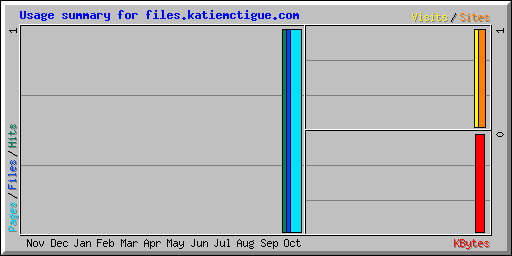 Usage summary for files.katiemctigue.com
Visits/Sites
1
1
Pages/Files/Hits
0
Nov Dec Jan Feb Mar Apr May Jun Jul Aug Sep Oct
KBytes